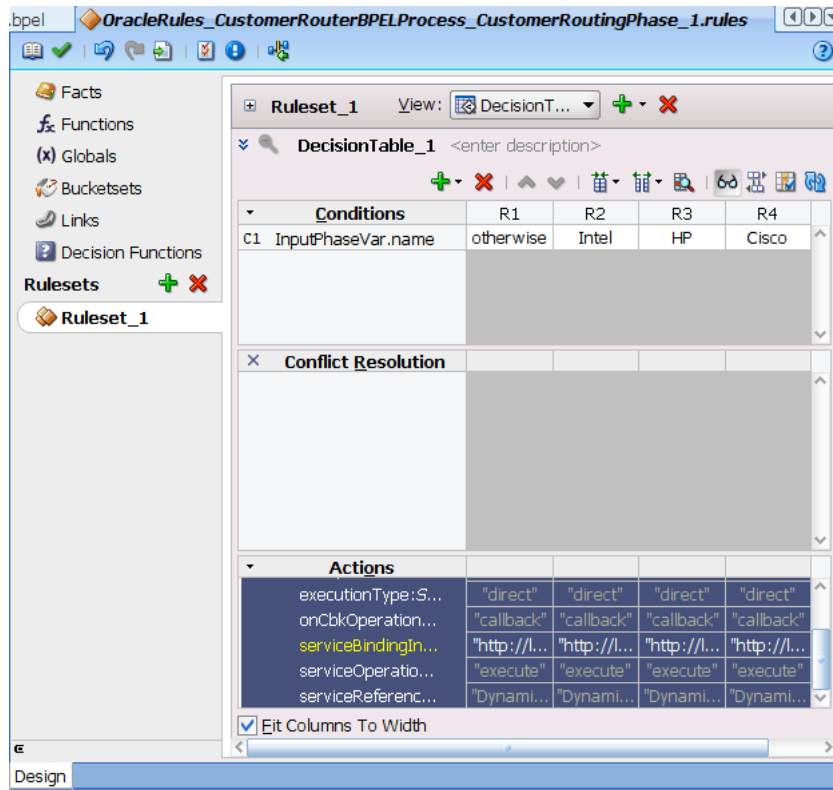 .bpel OracleRules_CustomerRouterBPELProcess_CustomerRoutingPhase_1.rules
Facts
Functions
Globals
Bucketsets
Links
Decision Functions
Rulesets
Ruleset_1
Ruleset_1 View: DecisionT...
DecisionTable_1 <enter description>
Conditions R1 R2 R3 R4
C1 InputPhaseVar.name otherwise Intel HP Cisco
Conflict Resolution
Actions
executionType:S... "direct" "direct" "direct" "direct"
onCbkOperation... "callback" "callback" "callback" "callback"
serviceBindingIn... "http://l... "http://l... "http://l... "http://l...
serviceOperatio... "execute" "execute" "execute" "execute"
serviceReferenc... "Dynami... "Dynami... "Dynami... "Dynami...
Fit Columns To Width
Design